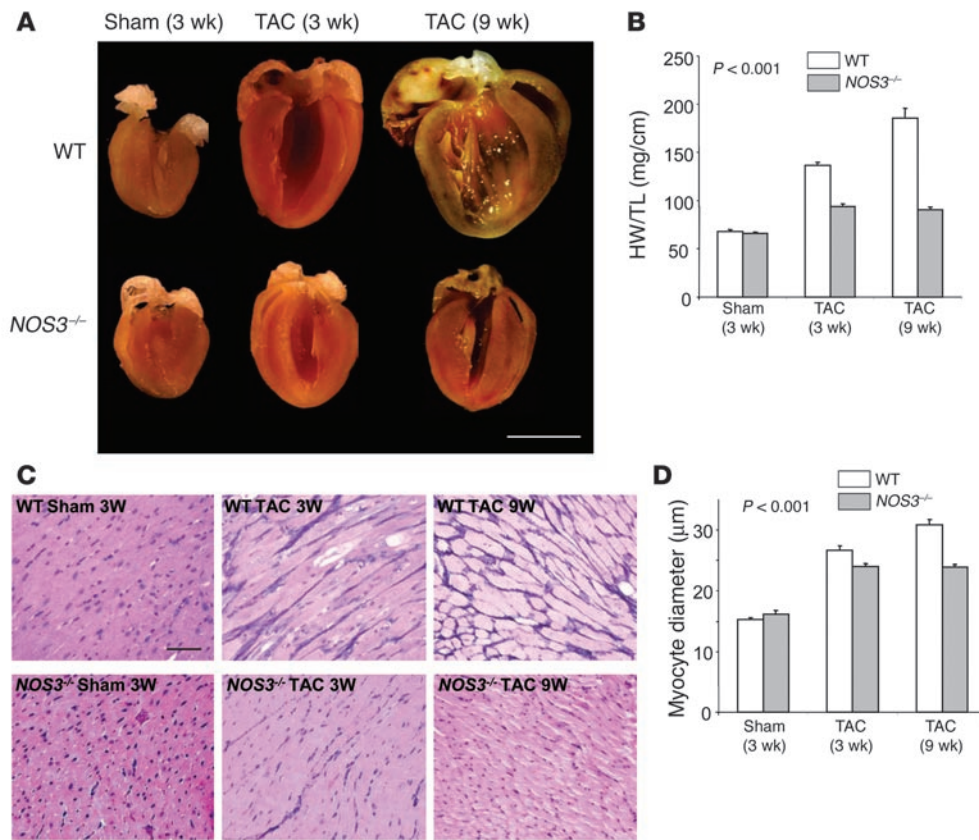 A
Sham (3 wk) TAC (3 wk) TAC (9 wk)
WT
NOS3–/–
B
P < 0.001
WT
NOS3–/–
HW/TL (mg/cm)
250
200
150
100
50
0
Sham (3 wk)
TAC (3 wk)
TAC (9 wk)
C
WT Sham 3W
WT TAC 3W
WT TAC 9W
NOS3-/- Sham 3W
NOS3-/- TAC 3W
NOS3-/- TAC 9W
D
WT
NOS3–/–
P < 0.001
Myocyte diameter (μm)
30
20
10
0
Sham (3 wk)
TAC (3 wk)
TAC (9 wk)